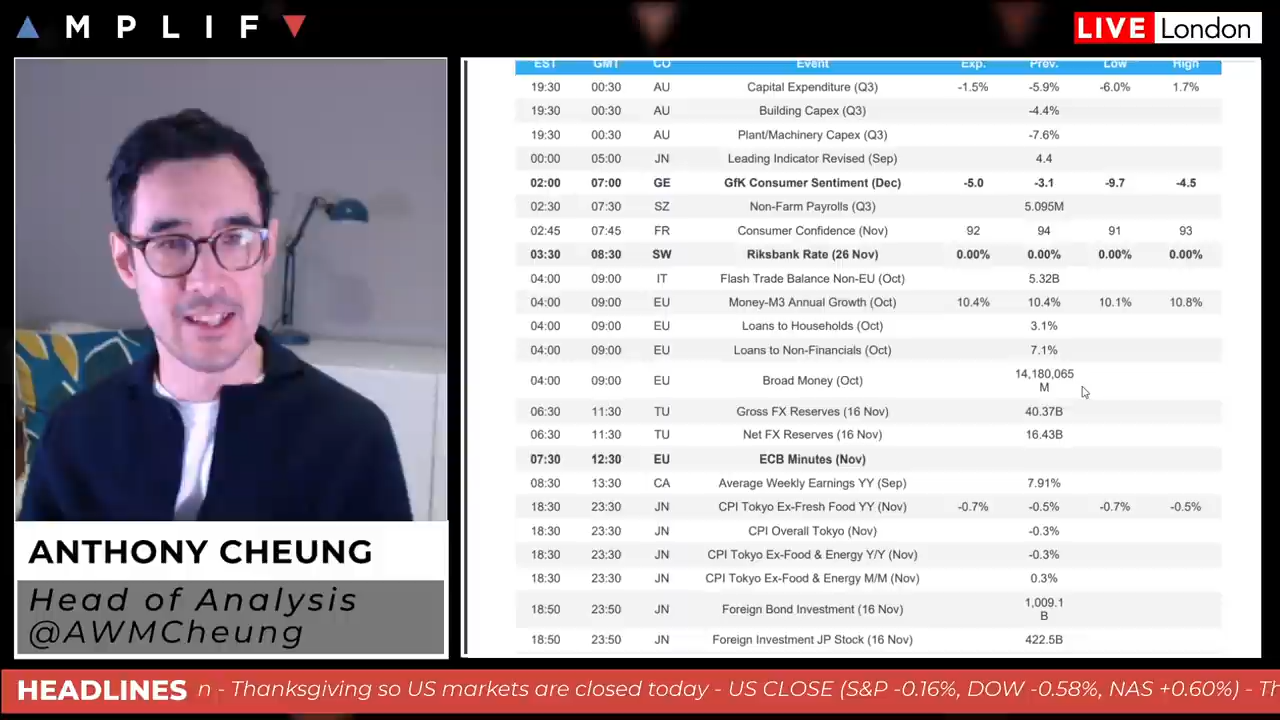 AMPLIFY
LIVE London
EST GMT CO Event Exp. Prev. Low High
19:30 00:30 AU Capital Expenditure (Q3) -1.5% -5.9% -6.0% 1.7%
19:30 00:30 AU Building Capex (Q3) -4.4%
19:30 00:30 AU Plant/Machinery Capex (Q3) -7.6%
00:00 05:00 JN Leading Indicator Revised (Sep) 4.4
02:00 07:00 GE GfK Consumer Sentiment (Dec) -5.0 -3.1 -9.7 -4.5
02:30 07:30 SZ Non-Farm Payrolls (Q3) 5.095M
02:45 07:45 FR Consumer Confidence (Nov) 92 94 91 93
03:30 08:30 SW Riksbank Rate (26 Nov) 0.00% 0.00% 0.00% 0.00%
04:00 09:00 IT Flash Trade Balance Non-EU (Oct) 5.32B
04:00 09:00 EU Money-M3 Annual Growth (Oct) 10.4% 10.4% 10.1% 10.8%
04:00 09:00 EU Loans to Households (Oct) 3.1%
04:00 09:00 EU Loans to Non-Financials (Oct) 7.1%
04:00 09:00 EU Broad Money (Oct) 14,180,065
M
06:30 11:30 TU Gross FX Reserves (16 Nov) 40.37B
06:30 11:30 TU Net FX Reserves (16 Nov) 16.43B
07:30 12:30 EU ECB Minutes (Nov)
08:30 13:30 CA Average Weekly Earnings YY (Sep) 7.91%
18:30 23:30 JN CPI Tokyo Ex-Fresh Food YY (Nov) -0.7% -0.5% -0.7% -0.5%
18:30 23:30 JN CPI Overall Tokyo (Nov) -0.3%
18:30 23:30 JN CPI Tokyo Ex-Food & Energy Y/Y (Nov) -0.3%
18:30 23:30 JN CPI Tokyo Ex-Food & Energy M/M (Nov) 0.3%
18:50 23:50 JN Foreign Bond Investment (16 Nov) 1,009.1
B
18:50 23:50 JN Foreign Investment JP Stock (16 Nov) 422.5B
ANTHONY CHEUNG
Head of Analysis
@AWMCheung
HEADLINES n - Thanksgiving so US markets are closed today - US CLOSE (S&P -0.16%, DOW -0.58%, NAS +0.60%) - Th